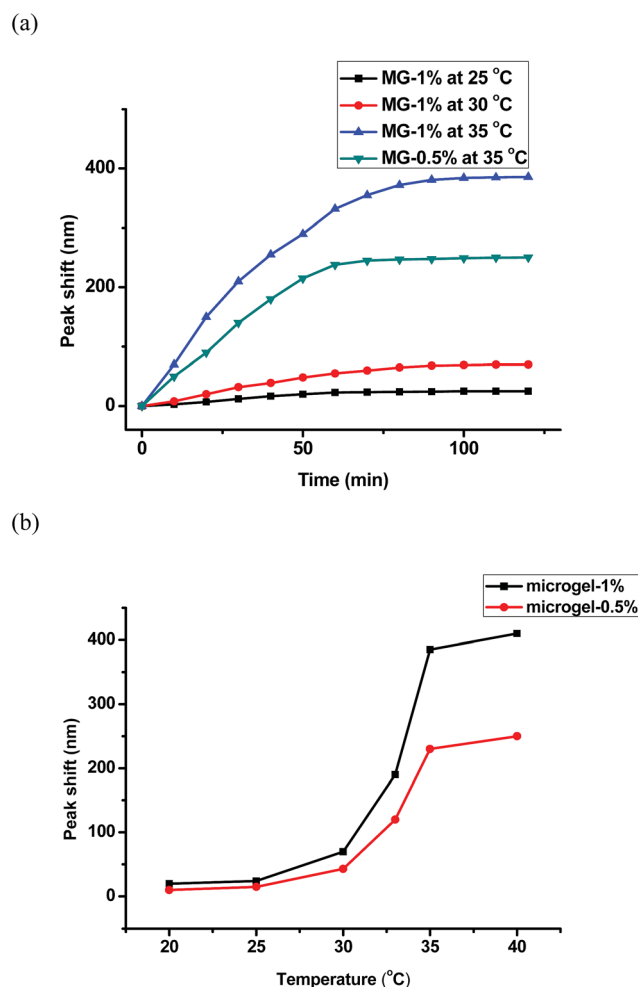 (a)
MG-1% at 25 °C
MG-1% at 30 °C
MG-1% at 35 °C
MG-0.5% at 35 °C
400
200
0
Peak shift (nm)
0 50 100
Time (min)
(b)
microgel-1%
microgel-0.5%
400
300
200
100
0
Peak shift (nm)
20 25 30 35 40
Temperature (°C)